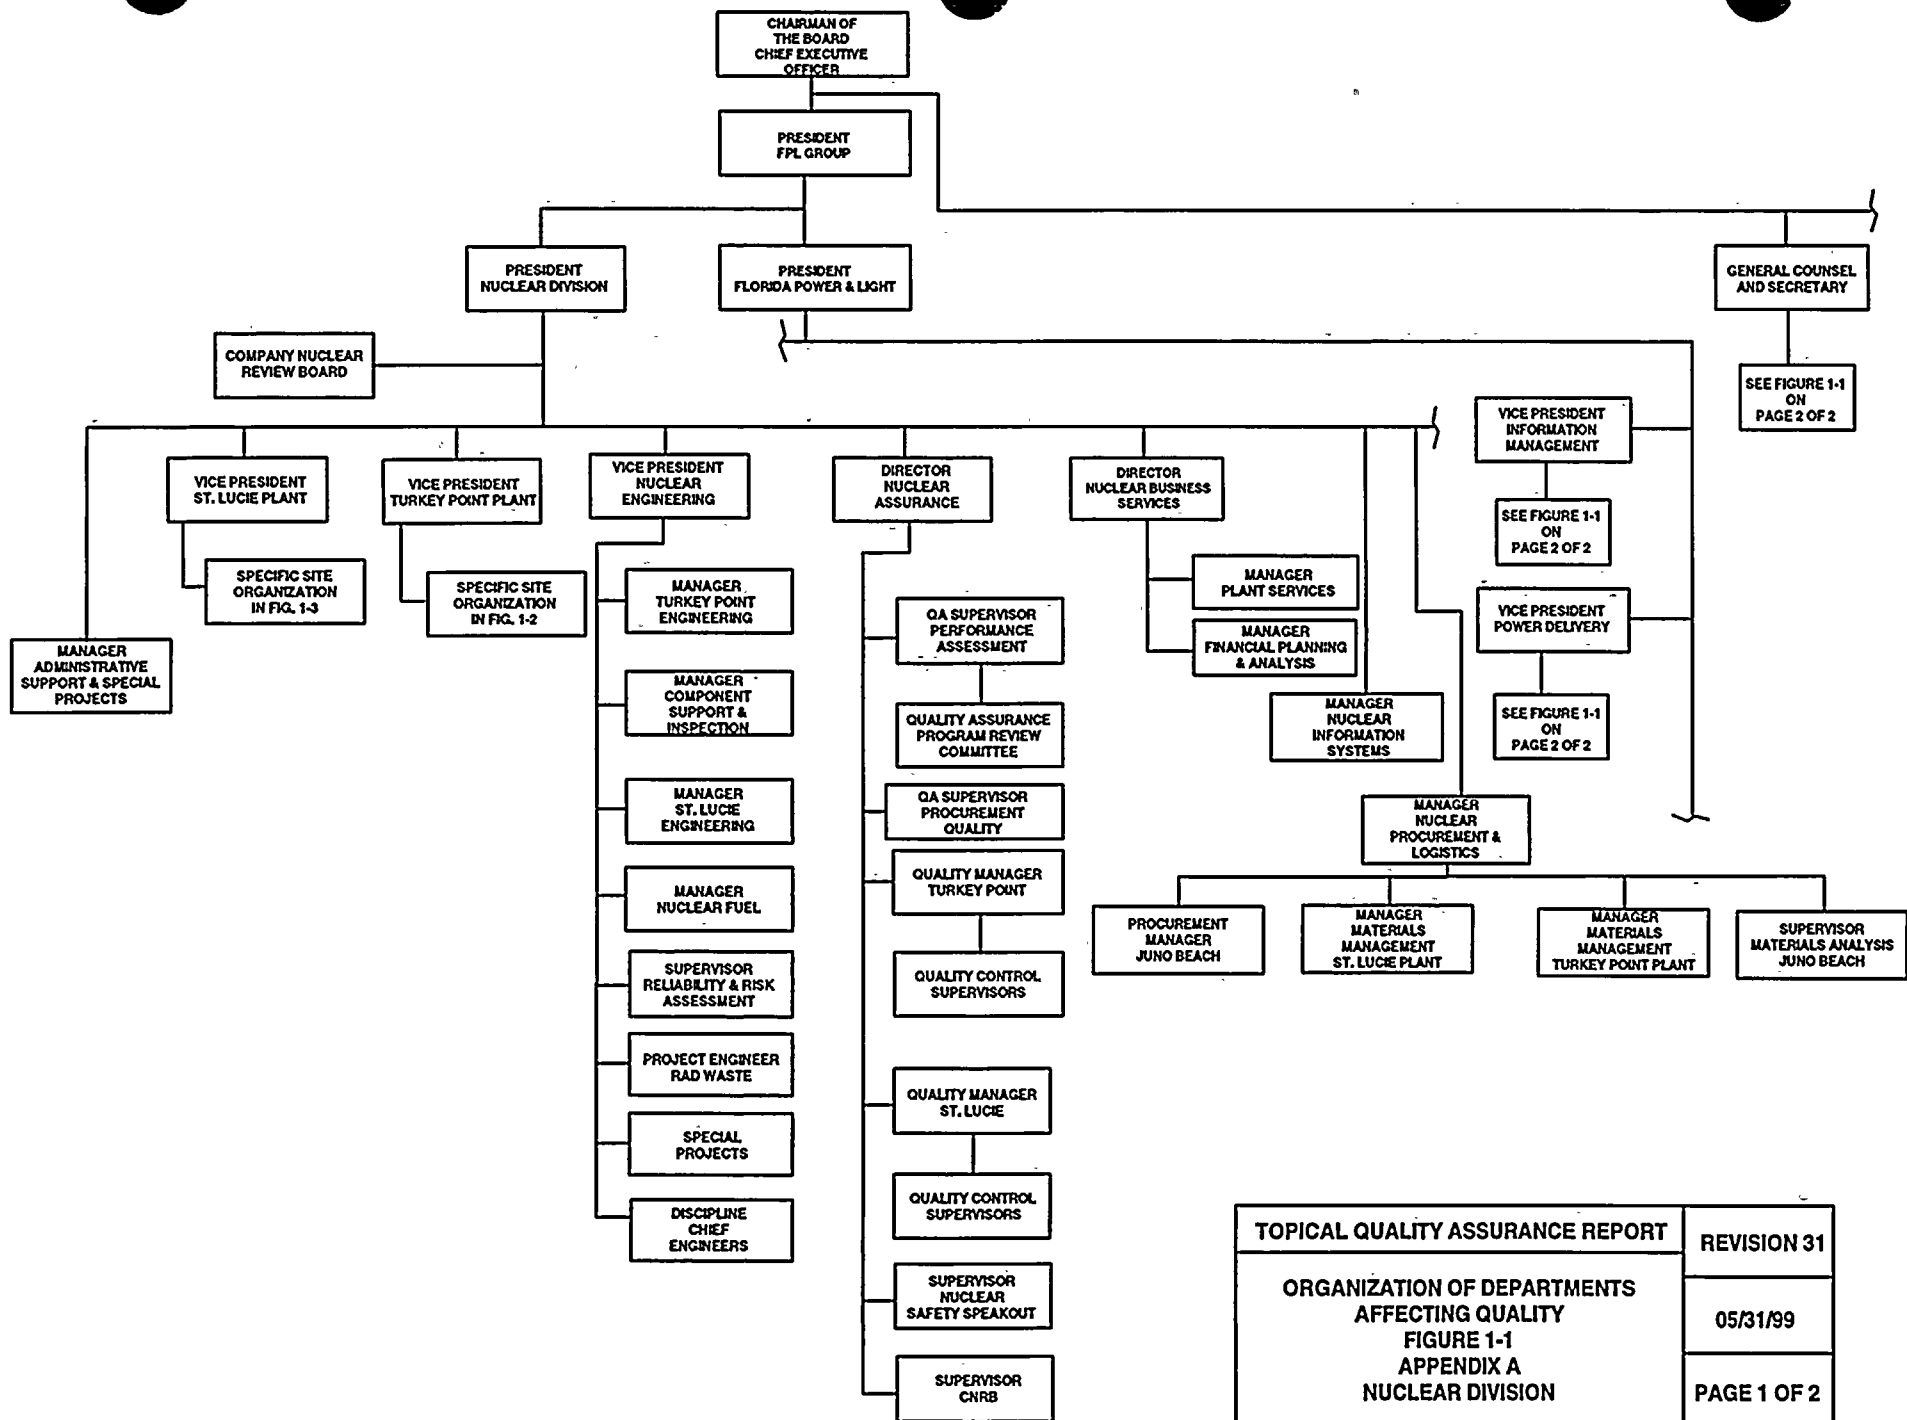 CHAIRMAN OF
THE BOARD
CHIEF EXECUTIVE
OFFICER
PRESIDENT
FPL GROUP
PRESIDENT
NUCLEAR DIVISION
PRESIDENT
FLORIDA POWER & LIGHT
GENERAL COUNSEL
AND SECRETARY
COMPANY NUCLEAR
REVIEW BOARD
SEE FIGURE 1-1
ON
PAGE 2 OF 2
VICE PRESIDENT
INFORMATION
MANAGEMENT
SEE FIGURE 1-1
ON
PAGE 2 OF 2
VICE PRESIDENT
POWER DELIVERY
SEE FIGURE 1-1
ON
PAGE 2 OF 2
MANAGER
ADMINISTRATIVE
SUPPORT & SPECIAL
PROJECTS
VICE PRESIDENT
ST. LUCIE PLANT
SPECIFIC SITE
ORGANIZATION
IN FIG. 1-3
VICE PRESIDENT
TURKEY POINT PLANT
SPECIFIC SITE
ORGANIZATION
IN FIG. 1-2
VICE PRESIDENT
NUCLEAR
ENGINEERING
MANAGER
TURKEY POINT
ENGINEERING
MANAGER
COMPONENT
SUPPORT &
INSPECTION
MANAGER
ST. LUCIE
ENGINEERING
MANAGER
NUCLEAR FUEL
SUPERVISOR
RELIABILITY & RISK
ASSESSMENT
PROJECT ENGINEER
RAD WASTE
SPECIAL
PROJECTS
DISCIPLINE
CHIEF
ENGINEERS
DIRECTOR
NUCLEAR
ASSURANCE
QA SUPERVISOR
PERFORMANCE
ASSESSMENT
QUALITY ASSURANCE
PROGRAM REVIEW
COMMITTEE
QA SUPERVISOR
PROCUREMENT
QUALITY
QUALITY MANAGER
TURKEY POINT
QUALITY CONTROL
SUPERVISORS
QUALITY MANAGER
ST. LUCIE
QUALITY CONTROL
SUPERVISORS
SUPERVISOR
NUCLEAR
SAFETY SPEAKOUT
SUPERVISOR
CNRB
DIRECTOR
NUCLEAR BUSINESS
SERVICES
MANAGER
PLANT SERVICES
MANAGER
FINANCIAL PLANNING
& ANALYSIS
MANAGER
NUCLEAR
INFORMATION
SYSTEMS
MANAGER
NUCLEAR
PROCUREMENT &
LOGISTICS
PROCUREMENT
MANAGER
JUNO BEACH
MANAGER
MATERIALS
MANAGEMENT
ST. LUCIE PLANT
MANAGER
MATERIALS
MANAGEMENT
TURKEY POINT PLANT
SUPERVISOR
MATERIALS ANALYSIS
JUNO BEACH
TOPICAL QUALITY ASSURANCE REPORT
REVISION 31
ORGANIZATION OF DEPARTMENTS
AFFECTING QUALITY
FIGURE 1-1
APPENDIX A
NUCLEAR DIVISION
05/31/99
PAGE 1 OF 2